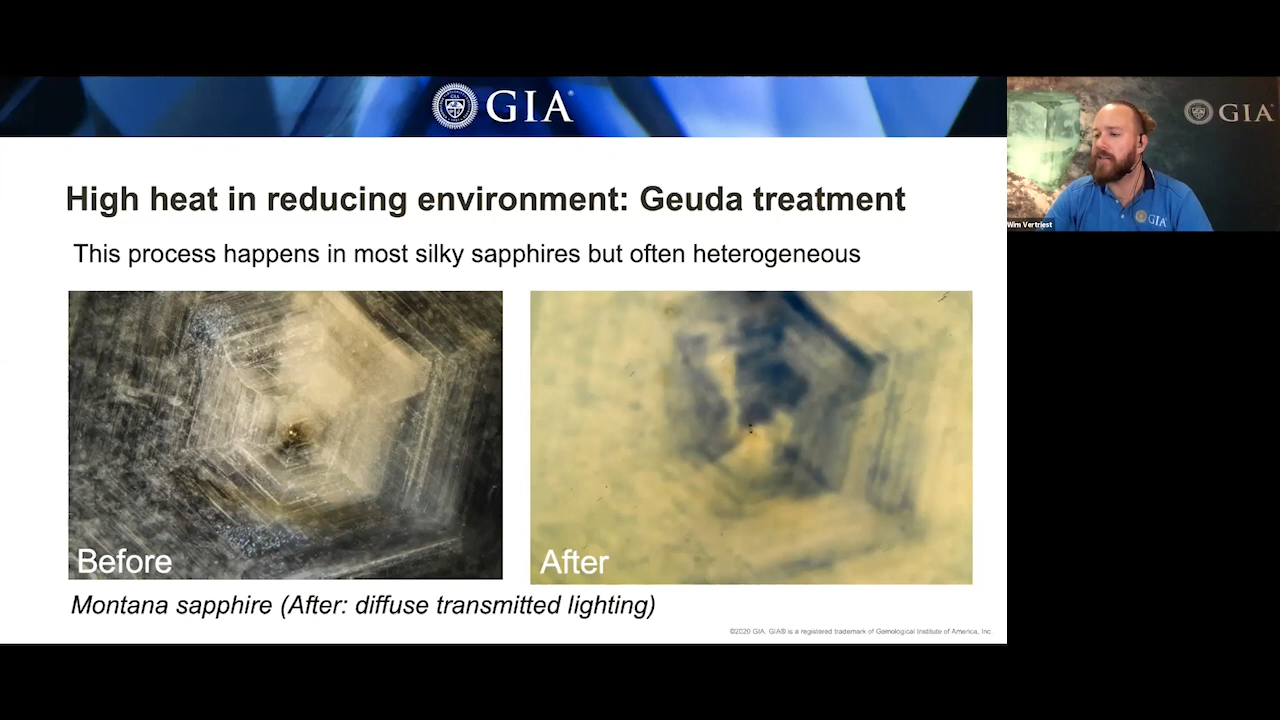 GIA®
High heat in reducing environment: Geuda treatment
This process happens in most silky sapphires but often heterogeneous
Before
After
Montana sapphire (After: diffuse transmitted lighting)
©2020 GIA. GIA® is a registered trademark of Gemological Institute of America, Inc
GIA
GIA
Wim Vertriest